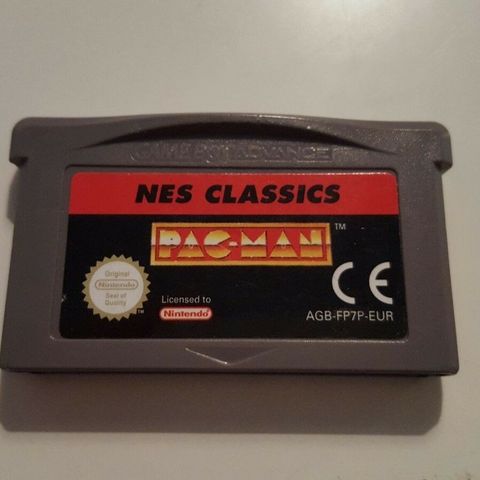 GAME BOY ADVANCE
NES CLASSICS
PAC-MAN™
Original
Nintendo
Seal of
Quality
TM
Licensed to
Nintendo
CE
AGB-FP7P-EUR